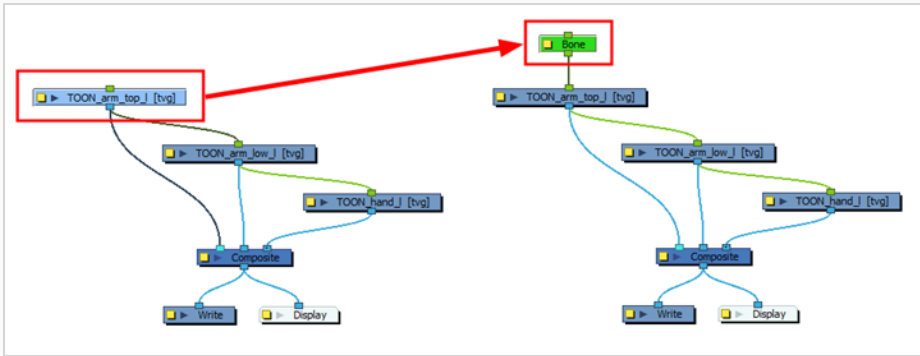 Bone
TOON_arm_top_l [tvg]
TOON_arm_top_l [tvg]
TOON_arm_low_l [tvg]
TOON_arm_low_l [tvg]
TOON_hand_l [tvg]
TOON_hand_l [tvg]
Composite
Composite
Write
Display
Write
Display